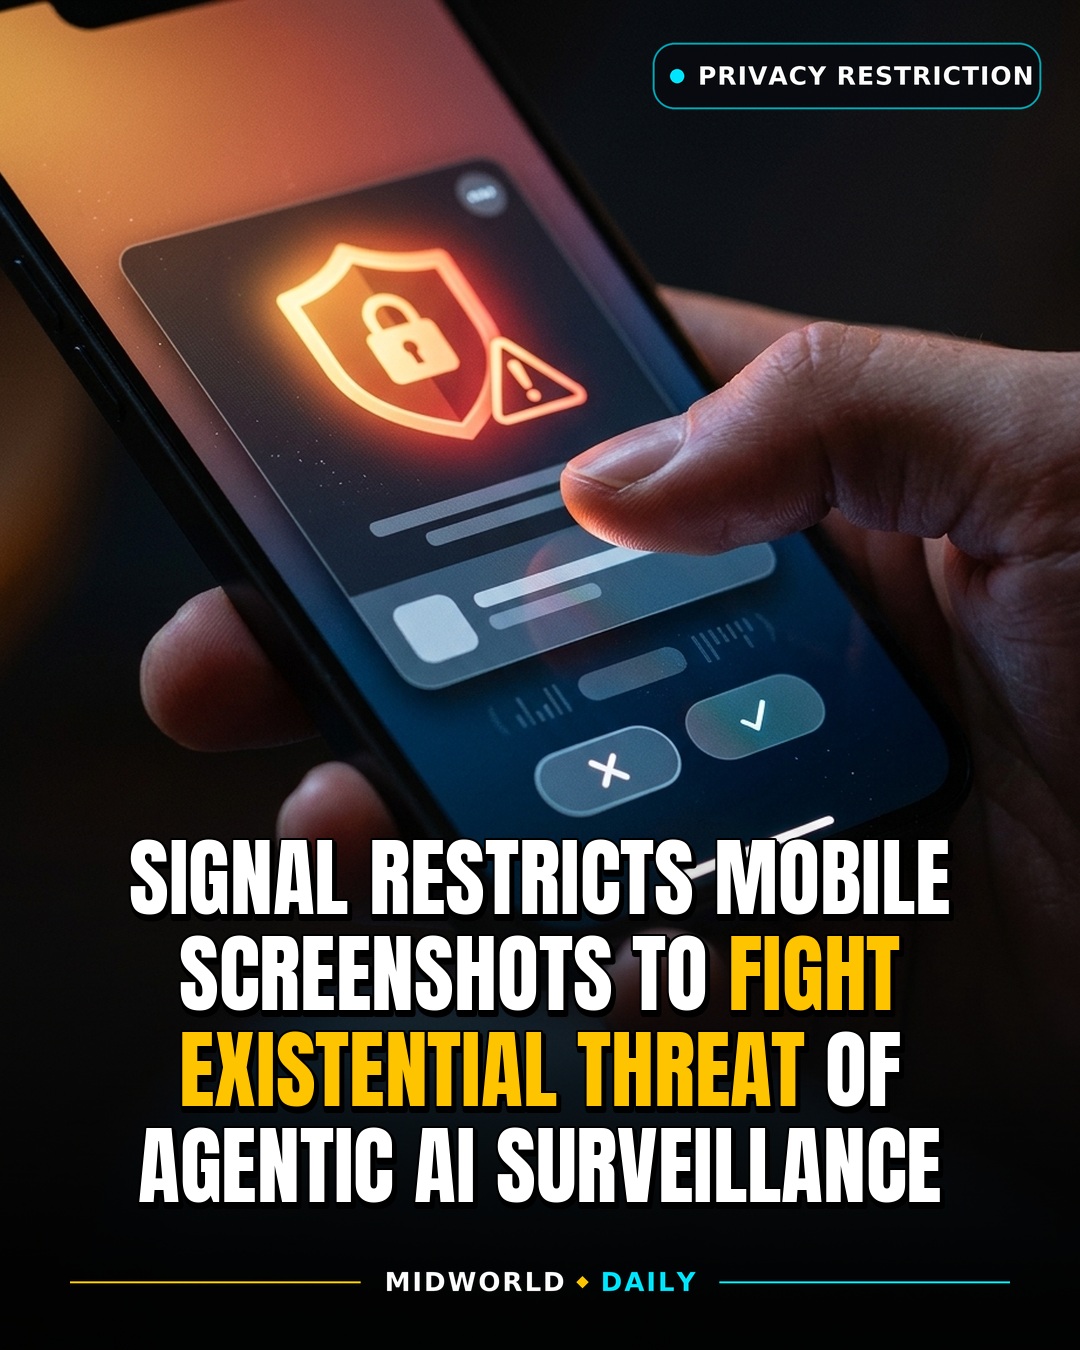 PRIVACY RESTRICTION
SIGNAL RESTRICTS MOBILE
SCREENSHOTS TO FIGHT
EXISTENTIAL THREAT OF
AGENTIC AI SURVEILLANCE
MIDWORLD DAILY